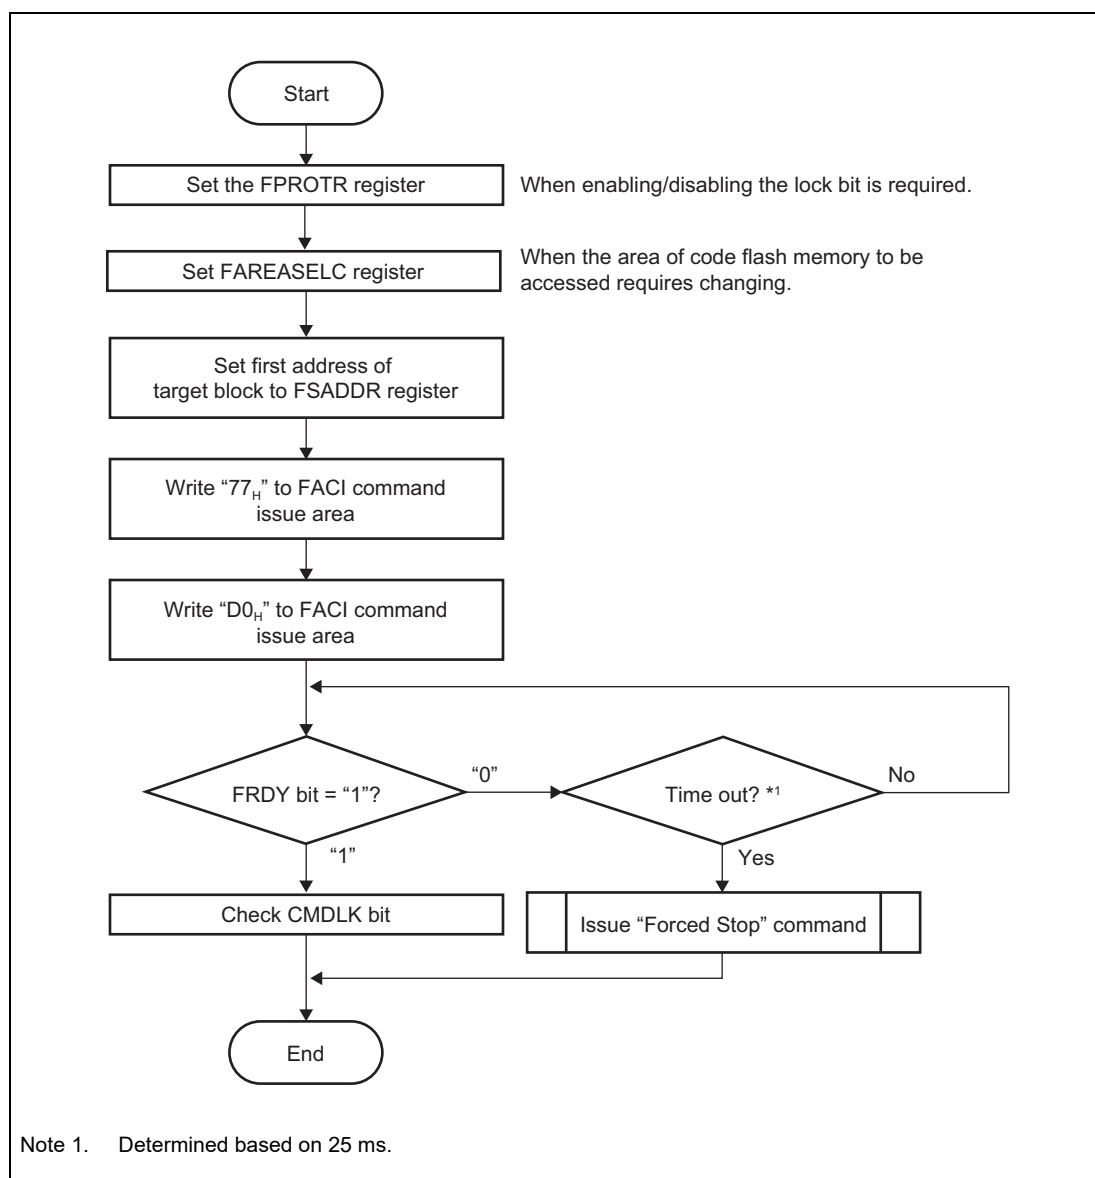 Start
Set the FPROTR register
When enabling/disabling the lock bit is required.
Set FAREASELC register
When the area of code flash memory to be
accessed requires changing.
Set first address of
target block to FSADDR register
Write “77H” to FACI command
issue area
Write “D0H” to FACI command
issue area
FRDY bit = “1”?
“0”
Time out? *1
No
“1”
Yes
Check CMDLK bit
Issue “Forced Stop” command
End
Note 1. Determined based on 25 ms.